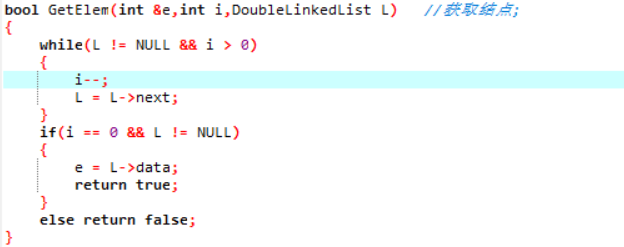 bool GetElem(int &e,int i,DoubleLinkedList L)   //获取结点;
{
    while(L != NULL && i > 0)
    {
        i--;
        L = L->next;
    }
    if(i == 0 && L != NULL)
    {
        e = L->data;
        return true;
    }
    else return false;
}